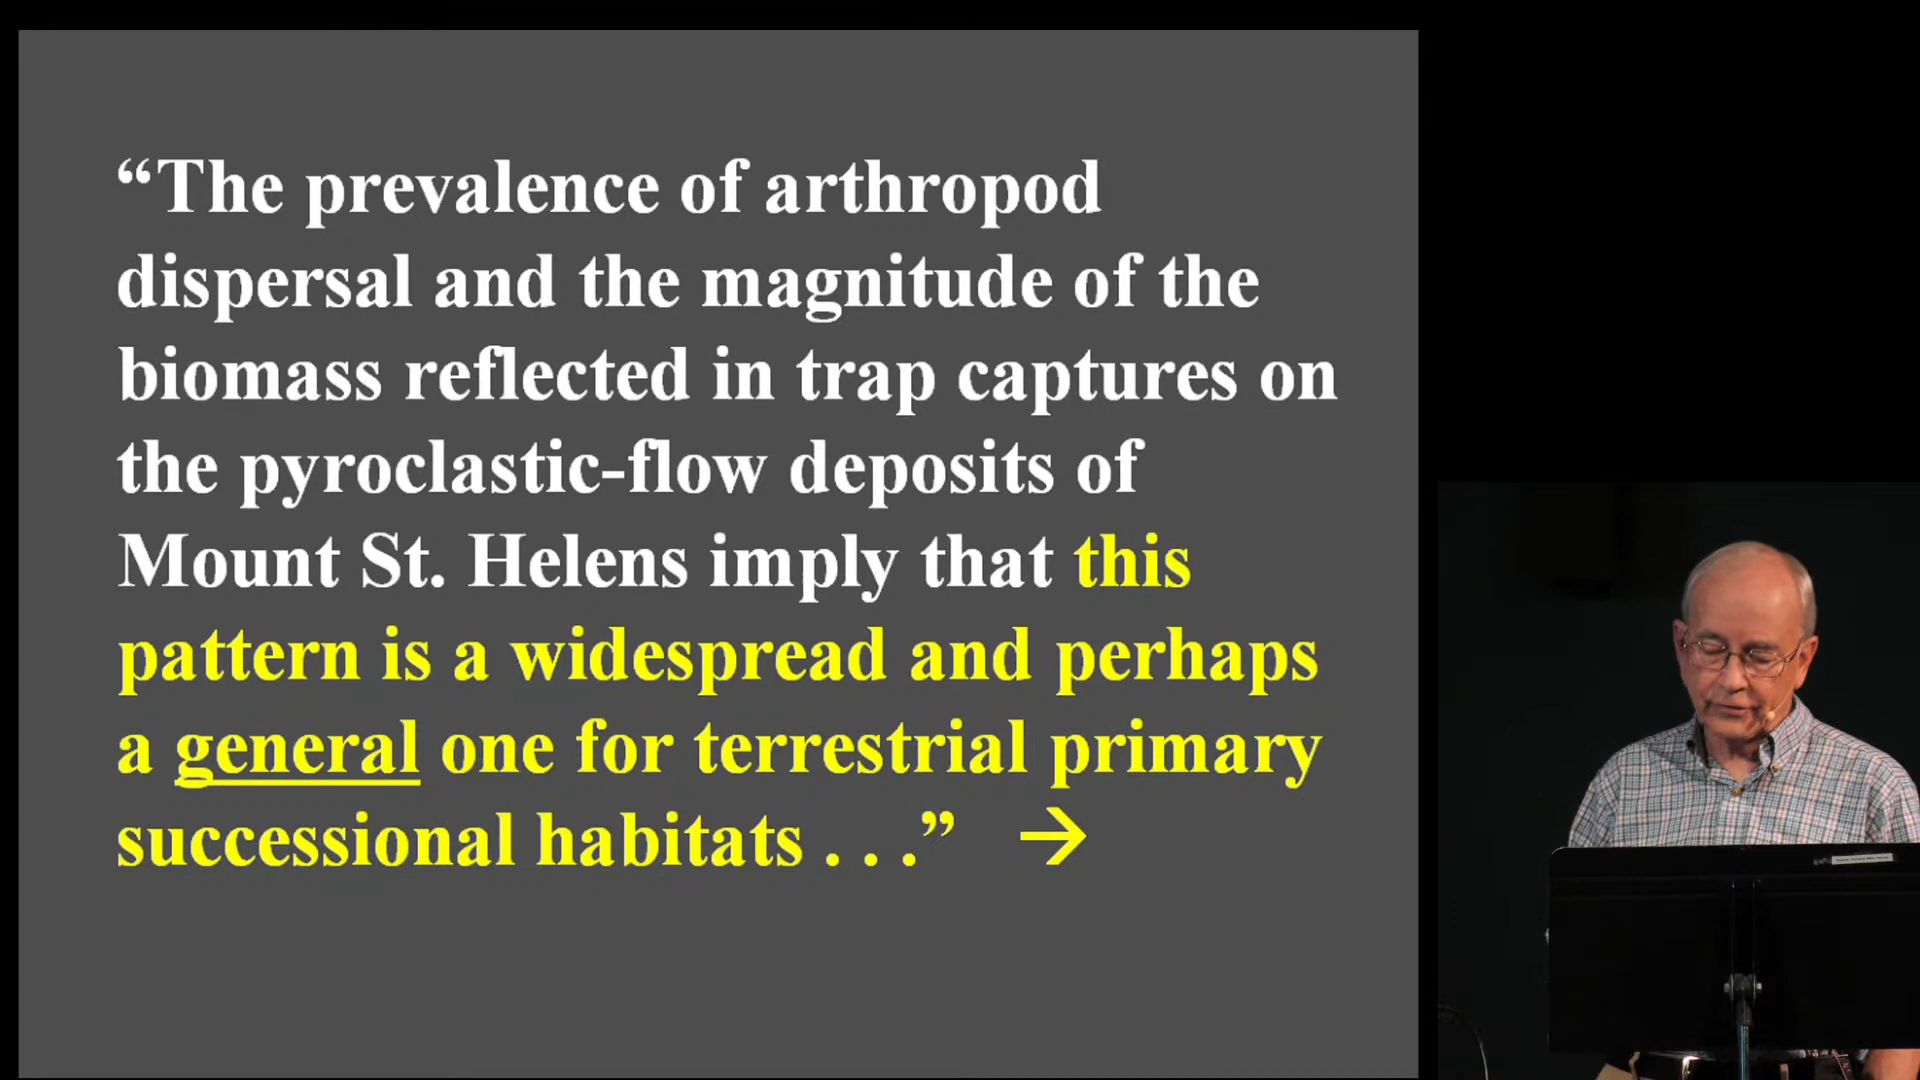 “The prevalence of arthropod
dispersal and the magnitude of the
biomass reflected in trap captures on
the pyroclastic-flow deposits of
Mount St. Helens imply that this
pattern is a widespread and perhaps
a general one for terrestrial primary
successional habitats . . .” →